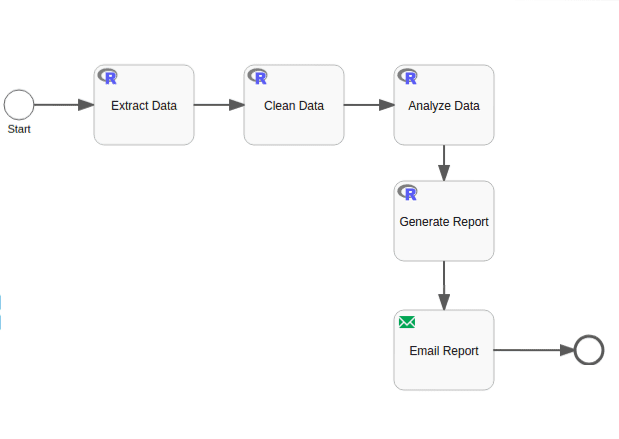 R
Extract Data
R
Clean Data
R
Analyze Data
Start
R
Generate Report
Email Report